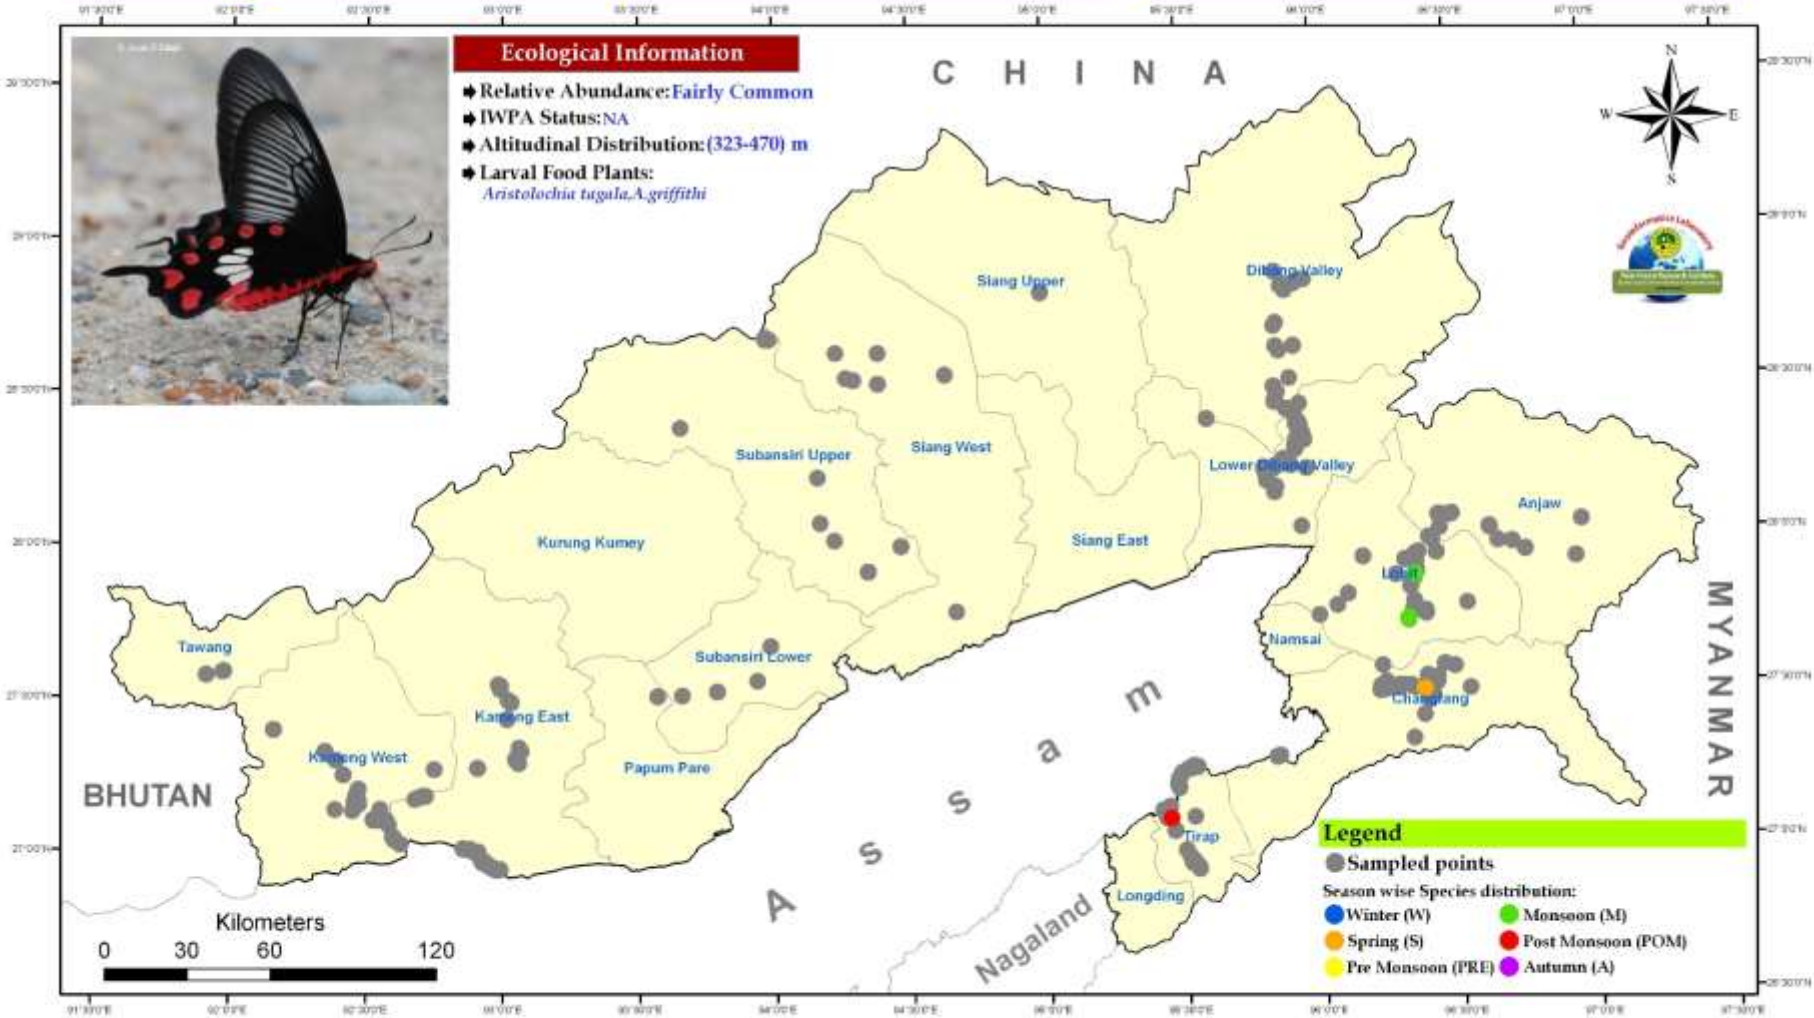 Ecological Information
Relative Abundance: Fairly Common
IWPA Status: NA
Altitudinal Distribution: (323-470) m
Larval Food Plants:
Aristolochia tagala,A.griffithi
C H I N A
N
W E
S
Siang Upper
Dibang Valley
Subansiri Upper
Siang West
Lower Dibang Valley
Anjaw
Kurung Kumey
Siang East
Lohit
Namsai
Tawang
Subansiri Lower
Changlang
Kameng East
Kameng West
Papum Pare
BHUTAN
MYANMAR
A s s a m
Tirap
Longding
Nagaland
Kilometers
0 30 60 120
Legend
Sampled points
Season wise Species distribution:
Winter (W)
Monsoon (M)
Spring (S)
Post Monsoon (POM)
Pre Monsoon (PRE)
Autumn (A)